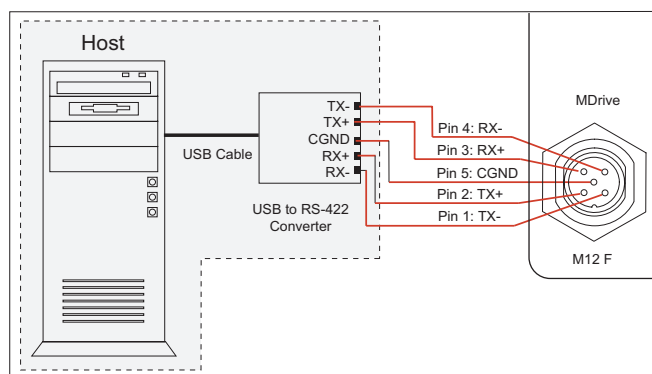 Host
USB Cable
TX-
TX+
CGND
RX+
RX-
USB to RS-422
Converter
Pin 4: RX-
Pin 3: RX+
Pin 5: CGND
Pin 2: TX+
Pin 1: TX-
MDrive
M12 F